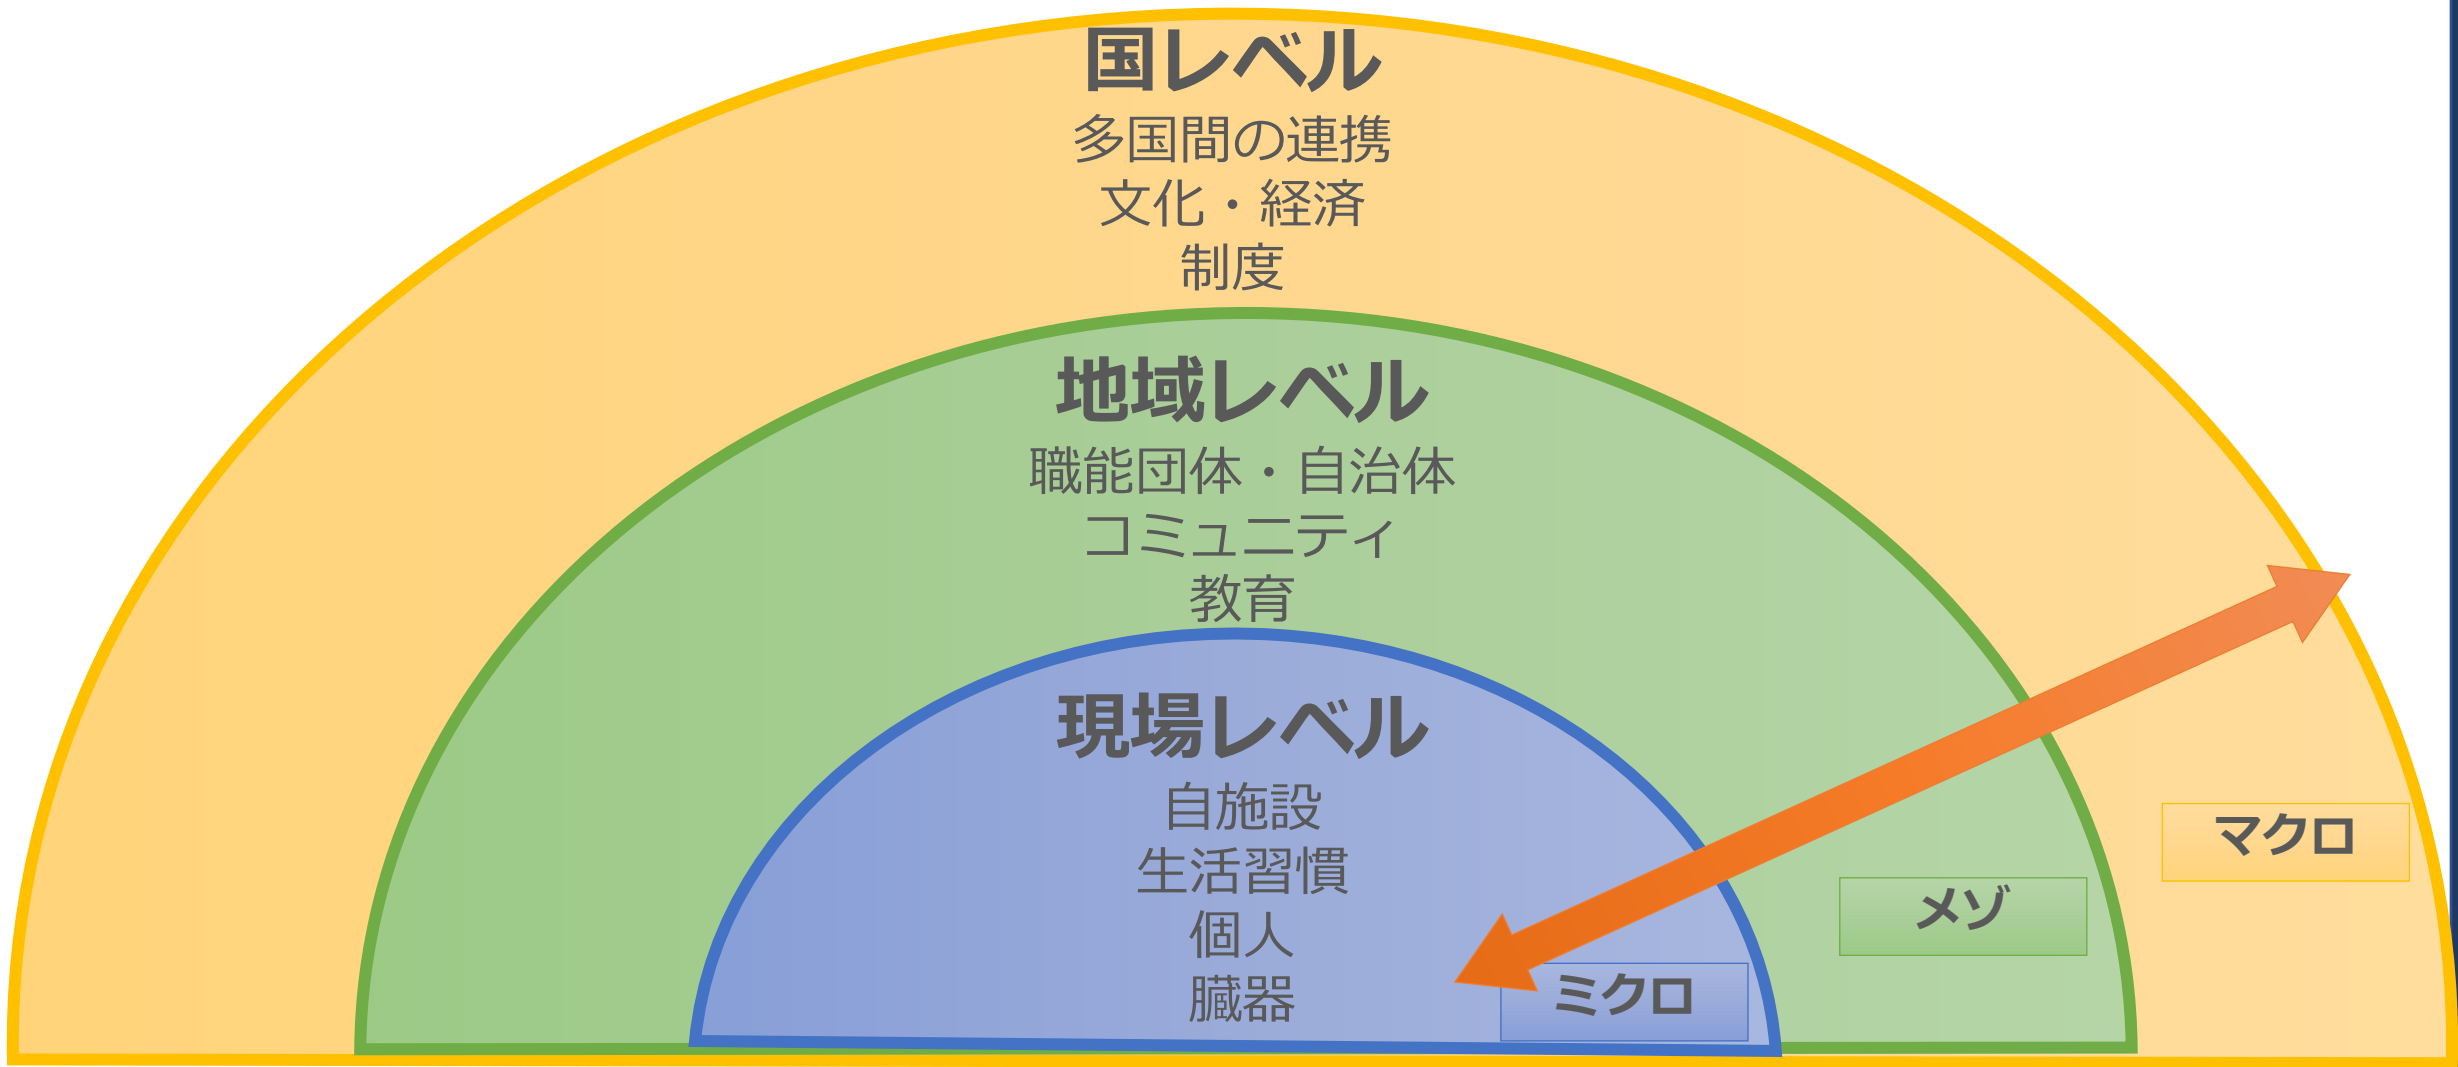 国レベル
多国間の連携
文化・経済
制度
地域レベル
職能団体・自治体
コミュニティ
教育
現場レベル
自施設
生活習慣
個人
臓器
マクロ
メゾ
ミクロ